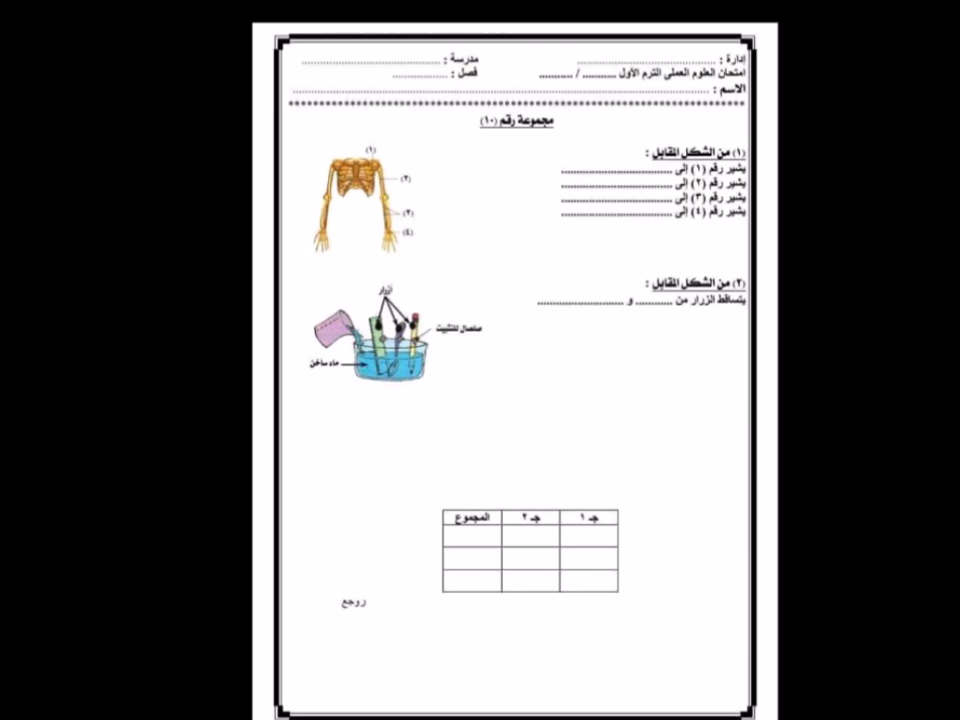 إدارة : ........................................ مدرسة : ........................................
امتحان العلوم العملى الترم الأول ........... / ........... فصل : ................
الاسم : ........................................................................................
************************************************************
مجموعة رقم (١٠)
(١) من الشكل المقابل :
يشير رقم (١) إلى ................................
يشير رقم (٢) إلى ................................
يشير رقم (٣) إلى ................................
يشير رقم (٤) إلى ................................
(١)
(٢)
(٣)
(٤)
(٢) من الشكل المقابل :
يتساقط الزرار من ............ و ............................
أزرار
صلصال للتثبيت
ماء ساخن
جـ ١ جـ ٢ المجموع
روجع